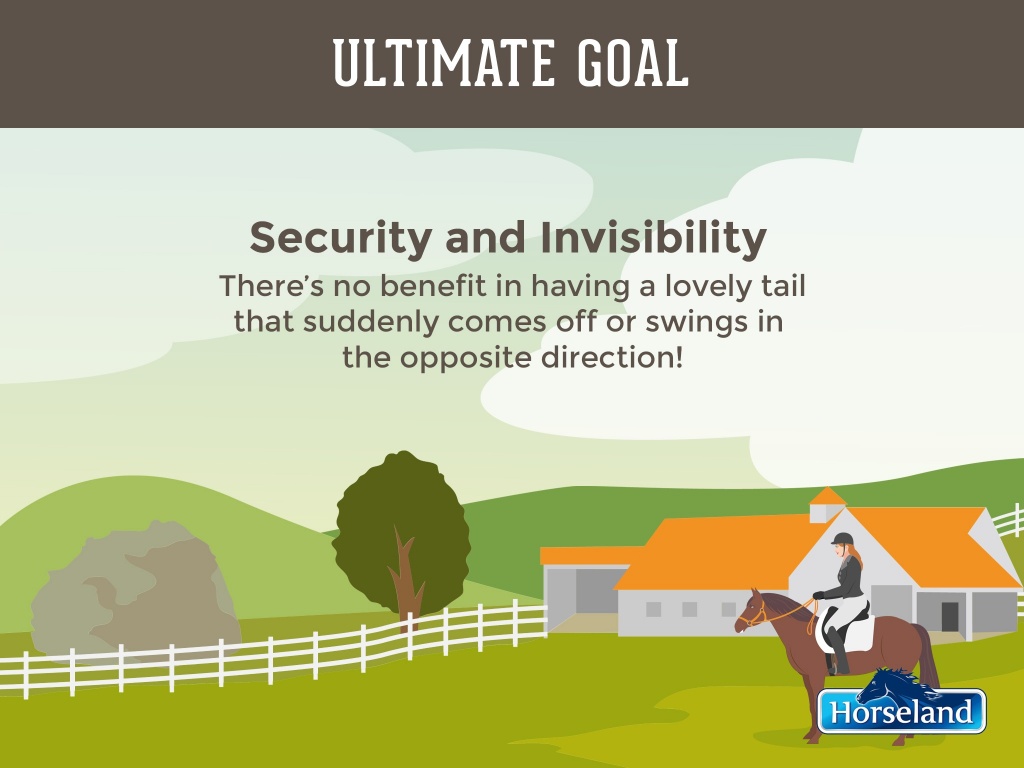 ULTIMATE GOAL
Security and Invisibility
There’s no benefit in having a lovely tail
that suddenly comes off or swings in
the opposite direction!
Horseland